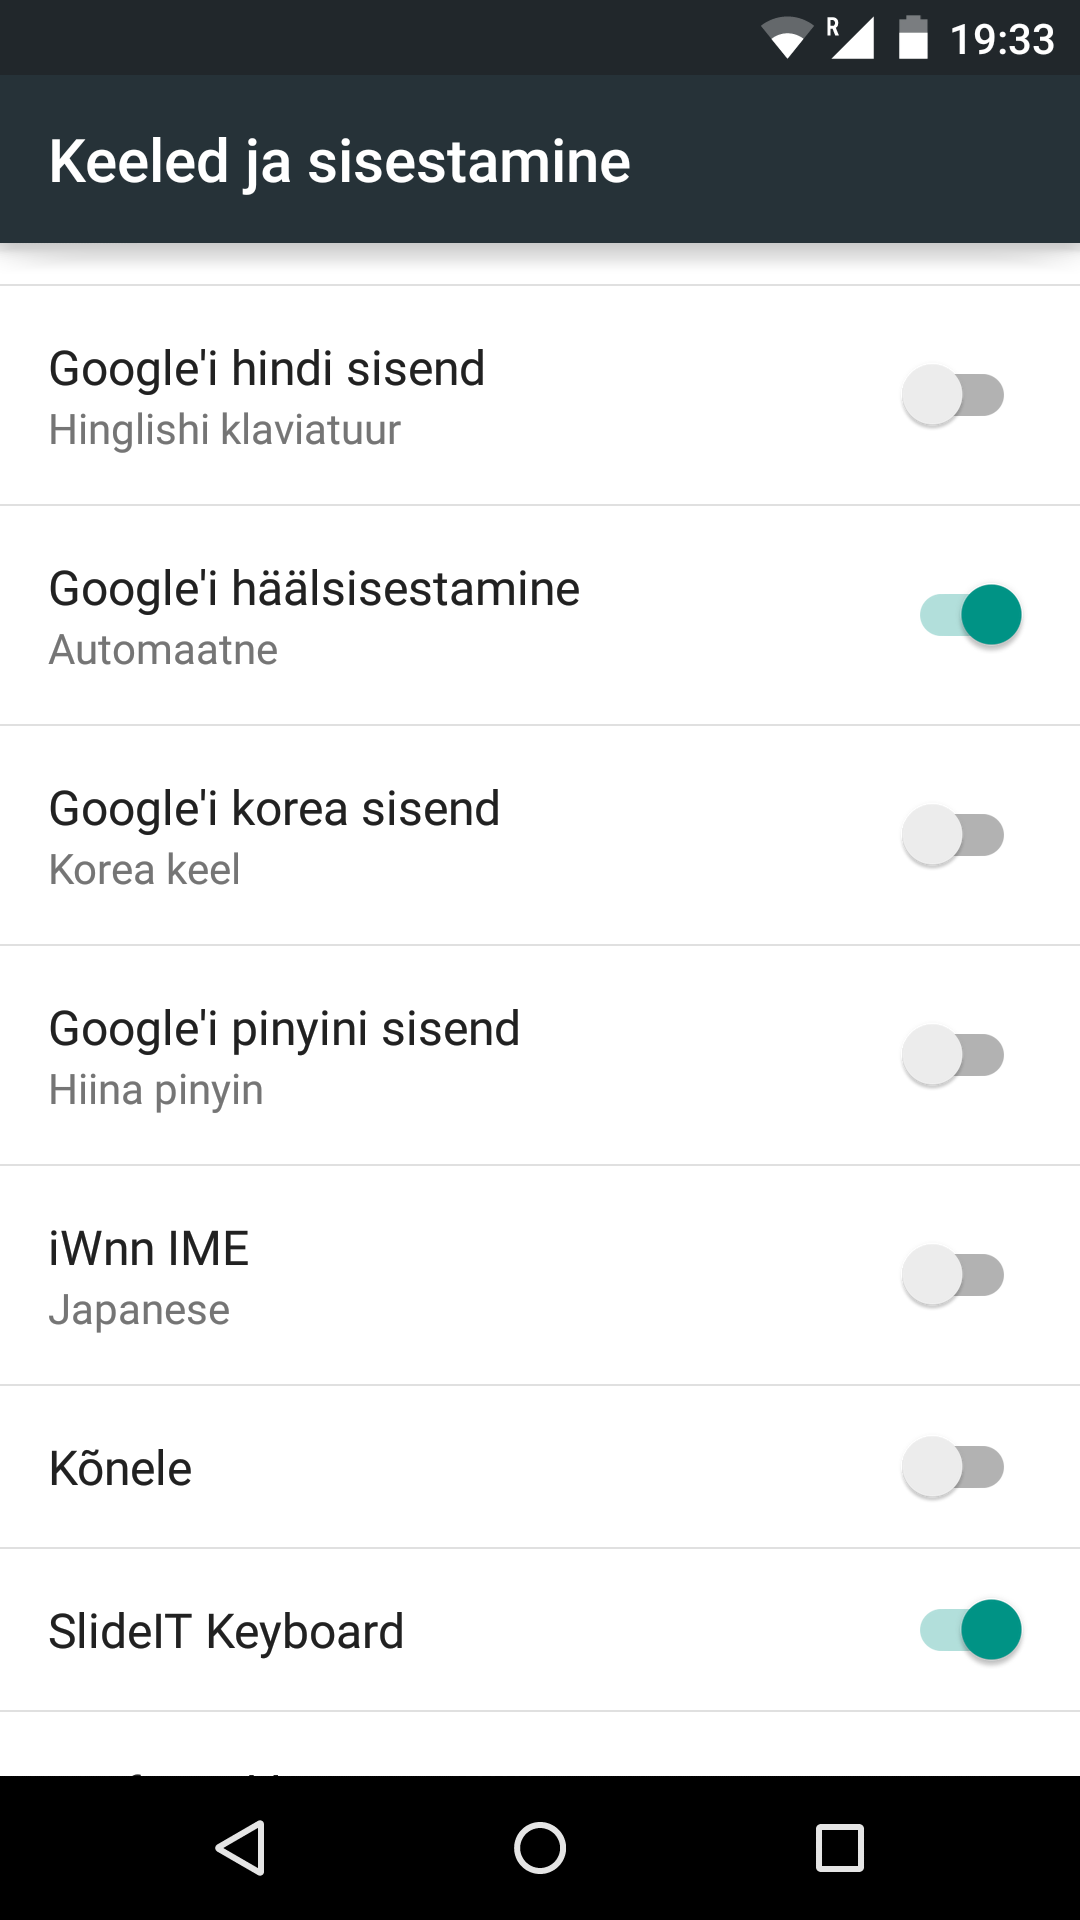 R 19:33
Keeled ja sisestamine
Google'i hindi sisend
Hinglishi klaviatuur
Google'i häälsisestamine
Automaatne
Google'i korea sisend
Korea keel
Google'i pinyini sisend
Hiina pinyin
iWnn IME
Japanese
Kõnele
SlideIT Keyboard